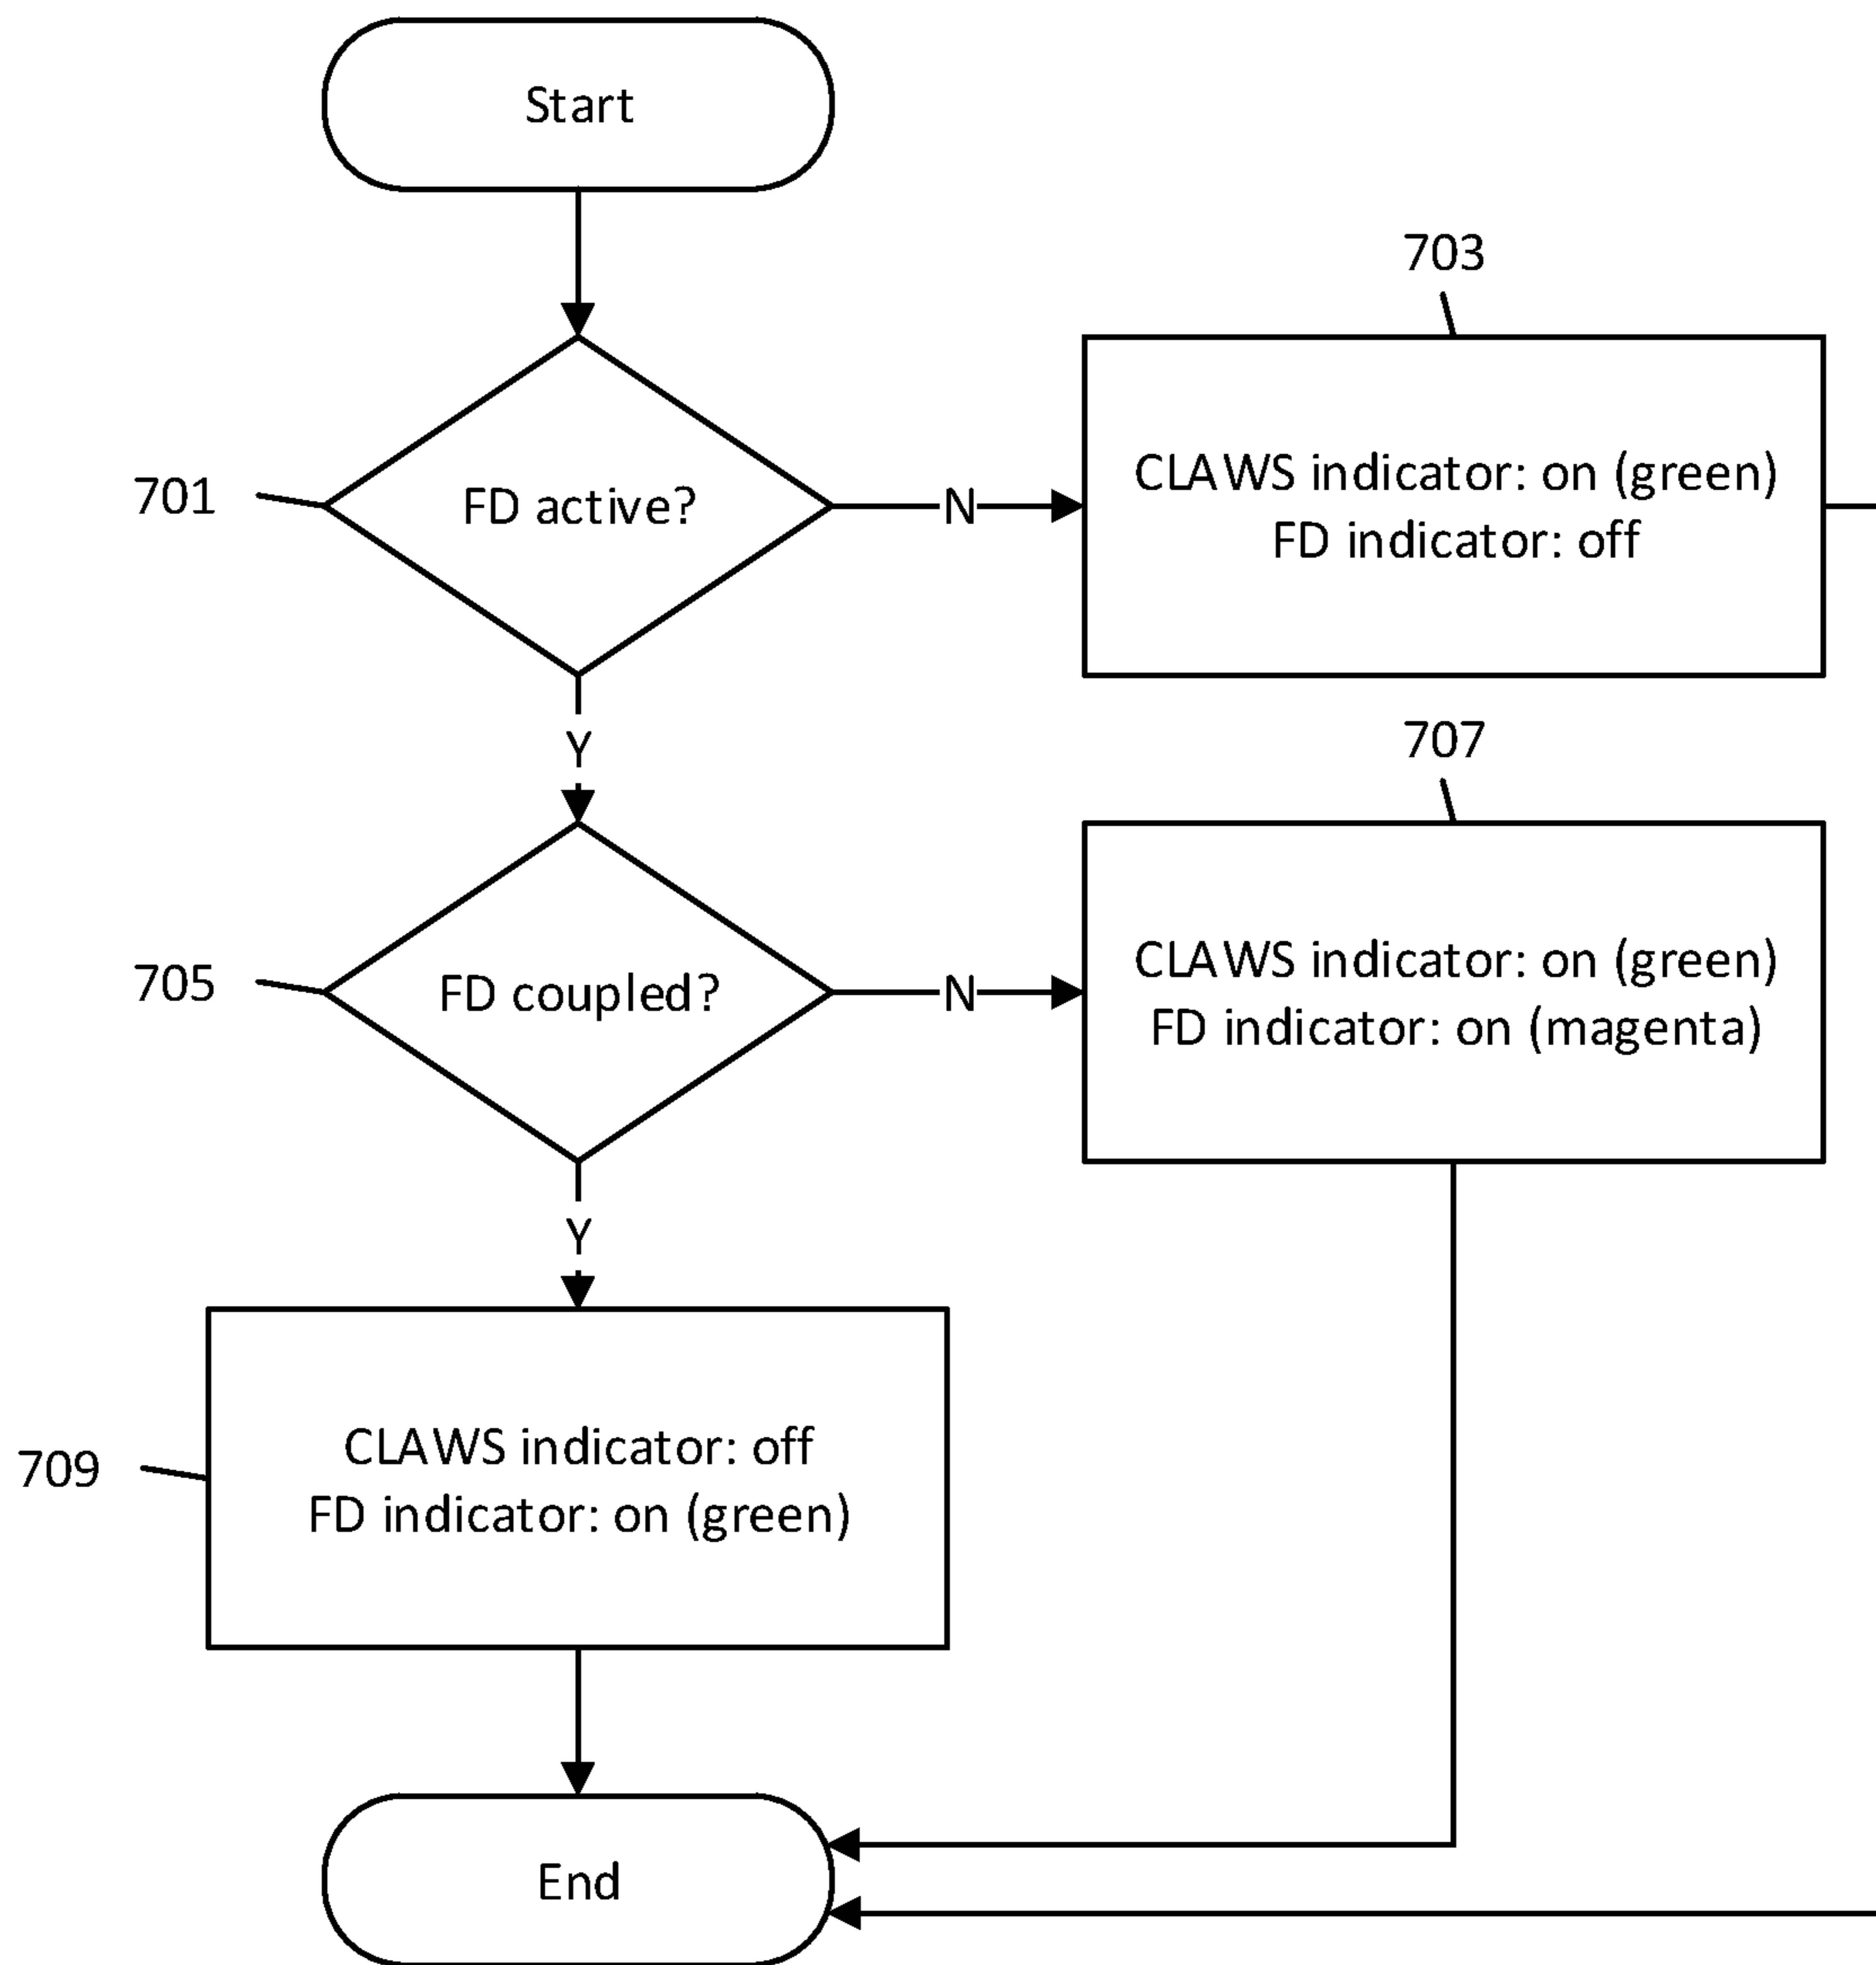 Start
703
701
FD active?
N
CLAWS indicator: on (green)
FD indicator: off
Y
707
705
FD coupled?
N
CLAWS indicator: on (green)
FD indicator: on (magenta)
Y
709
CLAWS indicator: off
FD indicator: on (green)
End